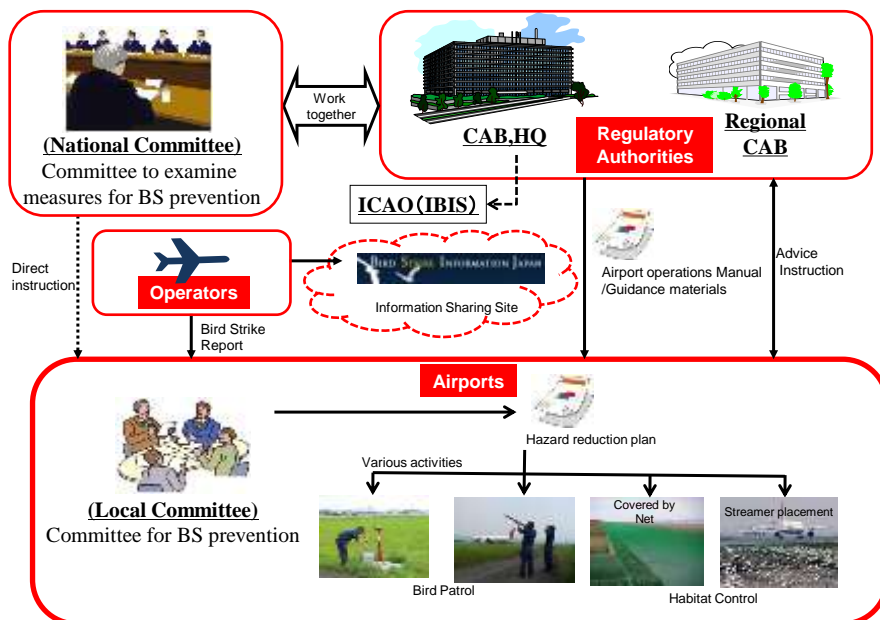 (National Committee)
Committee to examine
measures for BS prevention
Work
together
CAB,HQ
Regulatory
Authorities
Regional
CAB
ICAO(IBIS)
Direct
instruction
Operators
BIRD STRIKE INFORMATION JAPAN
Information Sharing Site
Airport operations Manual
/Guidance materials
Advice
Instruction
Bird Strike
Report
Airports
Hazard reduction plan
Various activities
(Local Committee)
Committee for BS prevention
Covered by
Net
Streamer placement
Bird Patrol
Habitat Control